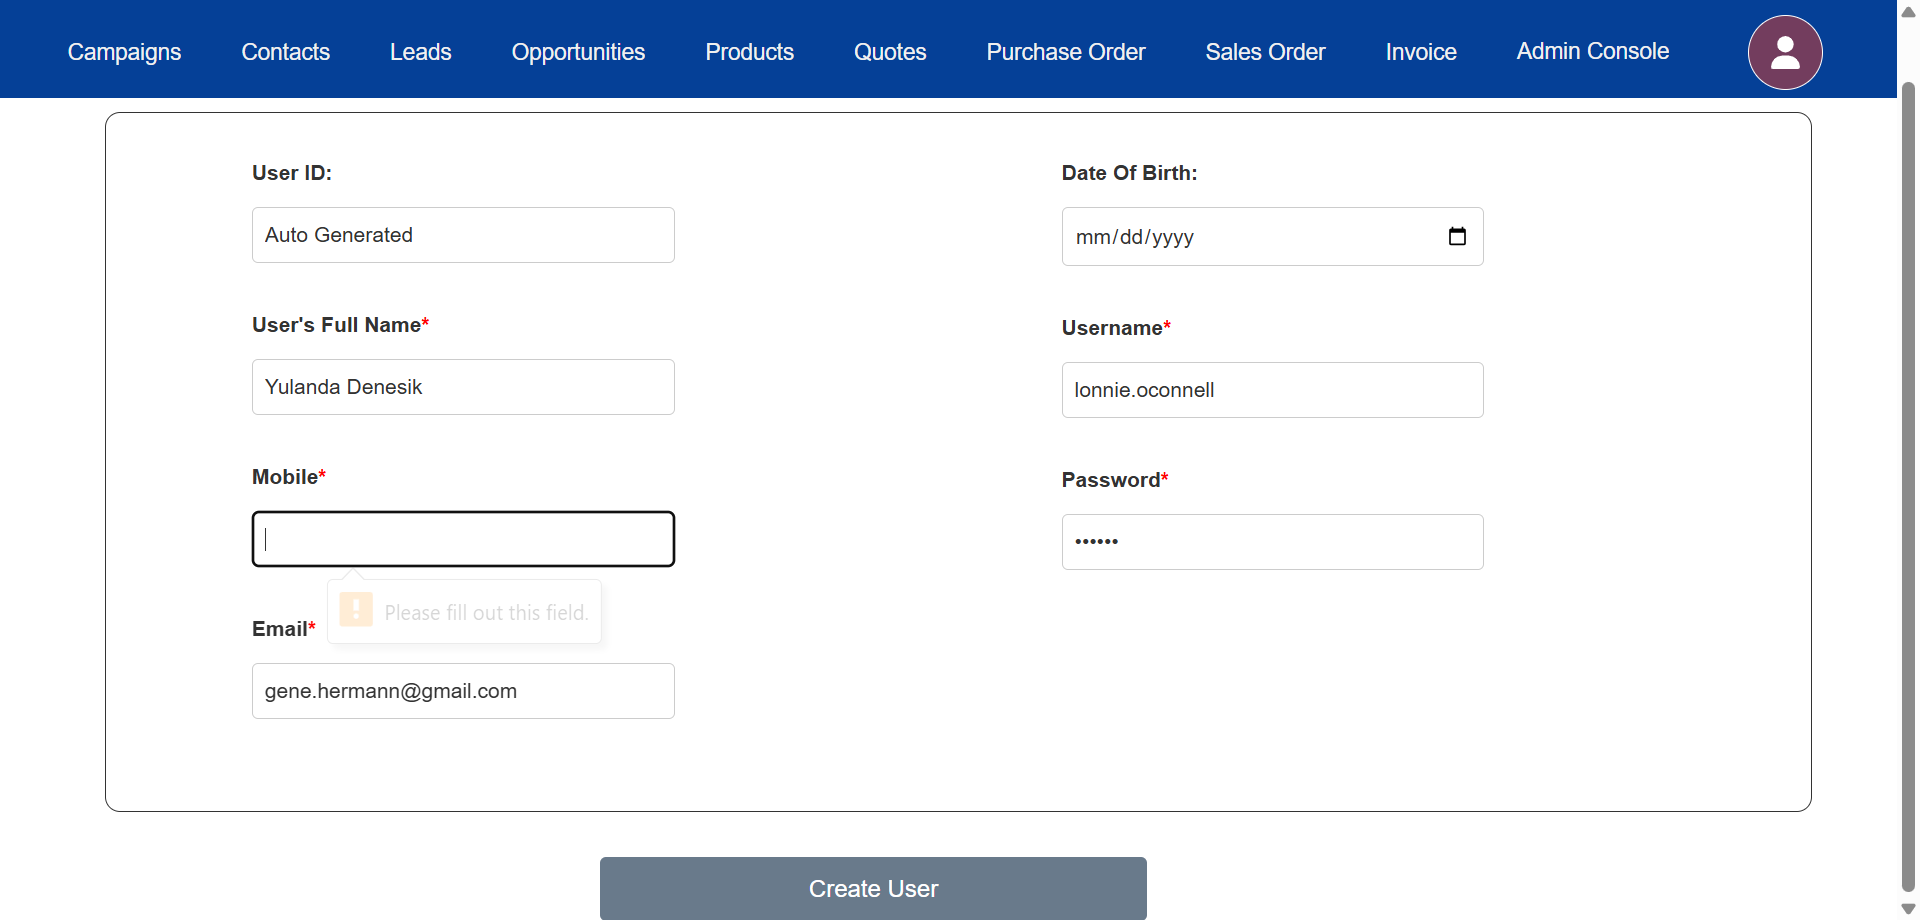 Campaigns Contacts Leads Opportunities Products Quotes Purchase Order Sales Order Invoice Admin Console
User ID:
Auto Generated
User's Full Name*
Yulanda Denesik
Mobile*
Please fill out this field.
Email*
gene.hermann@gmail.com
Date Of Birth:
mm/dd/yyyy
Username*
lonnie.oconnell
Password*
••••••
Create User